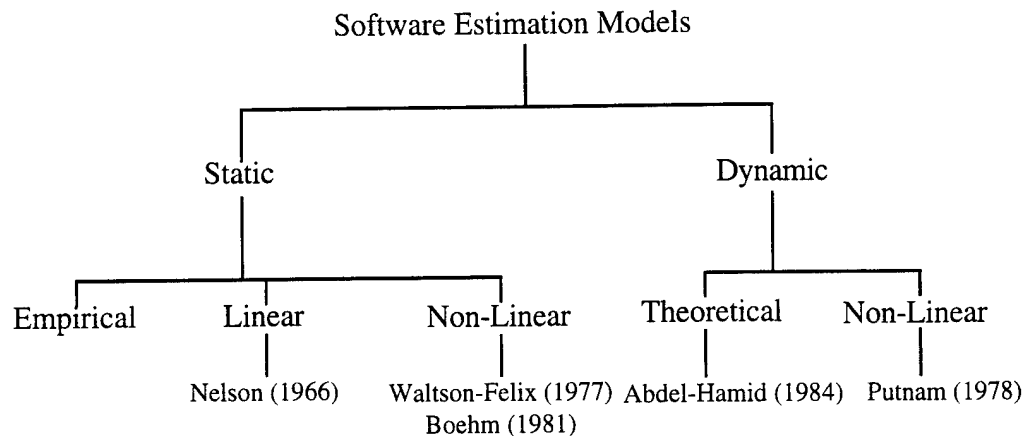 Software Estimation Models
Static
Dynamic
Empirical
Linear
Non-Linear
Theoretical
Non-Linear
Nelson (1966)
Waltson-Felix (1977)
Boehm (1981)
Abdel-Hamid (1984)
Putnam (1978)